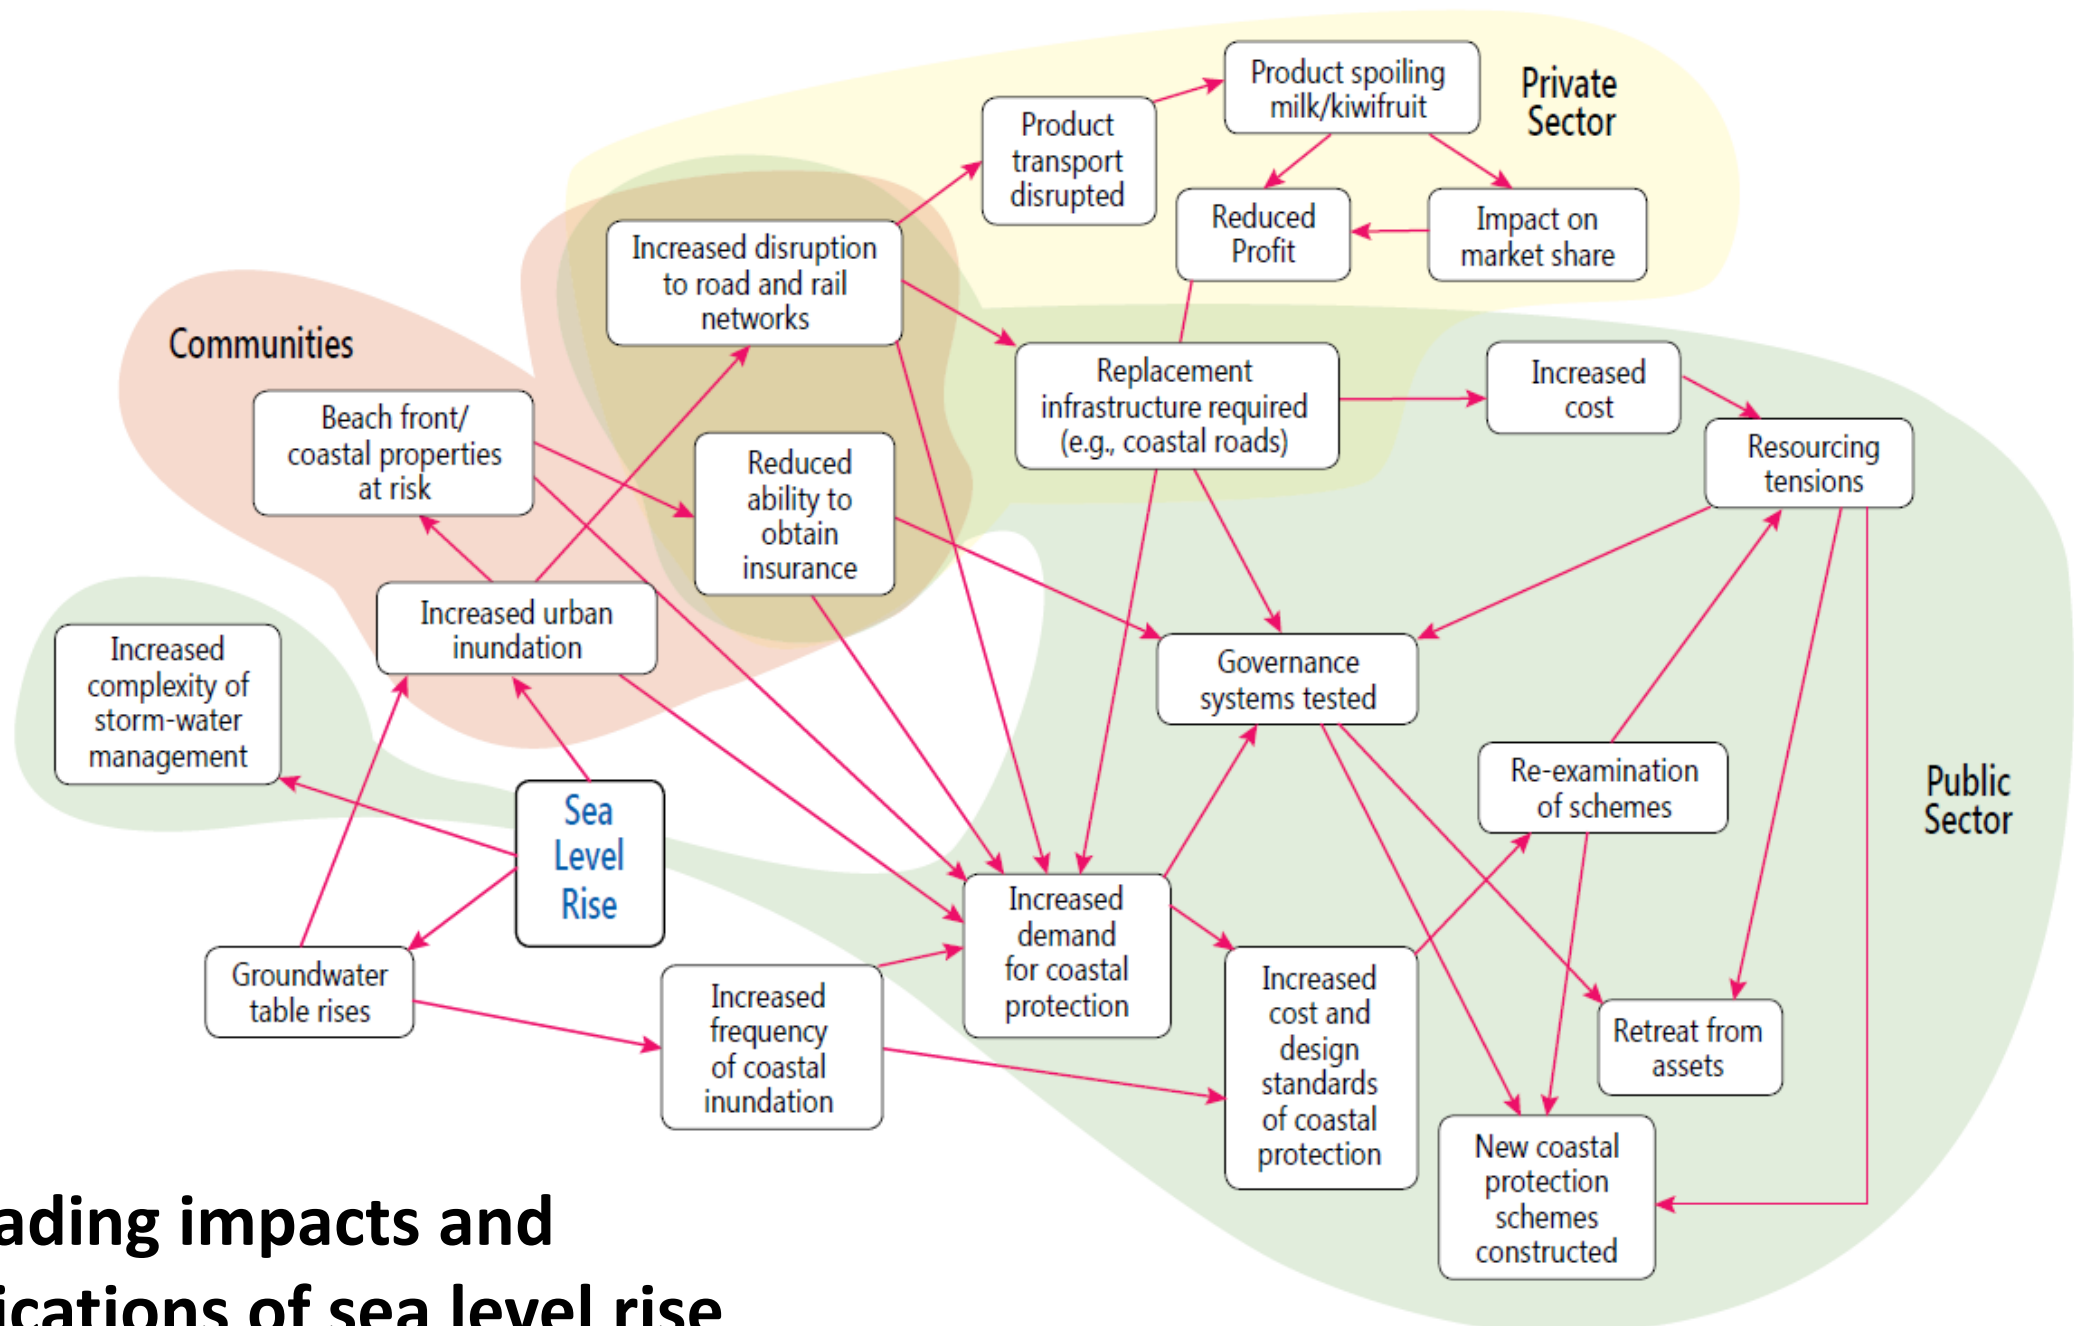 Product spoiling
milk/kiwifruit
Private
Sector
Product
transport
disrupted
Reduced
Profit
Impact on
market share
Increased disruption
to road and rail
networks
Communities
Beach front/
coastal properties
at risk
Reduced
ability to
obtain
insurance
Replacement
infrastructure required
(e.g., coastal roads)
Increased
cost
Resourcing
tensions
Increased urban
inundation
Increased
complexity of
storm-water
management
Governance
systems tested
Re-examination
of schemes
Public
Sector
Sea
Level
Rise
Groundwater
table rises
Increased
frequency
of coastal
inundation
Increased
demand
for coastal
protection
Increased
cost and
design
standards
of coastal
protection
Retreat from
assets
New coastal
protection
schemes
constructed
ading impacts and
ications of sea level rise